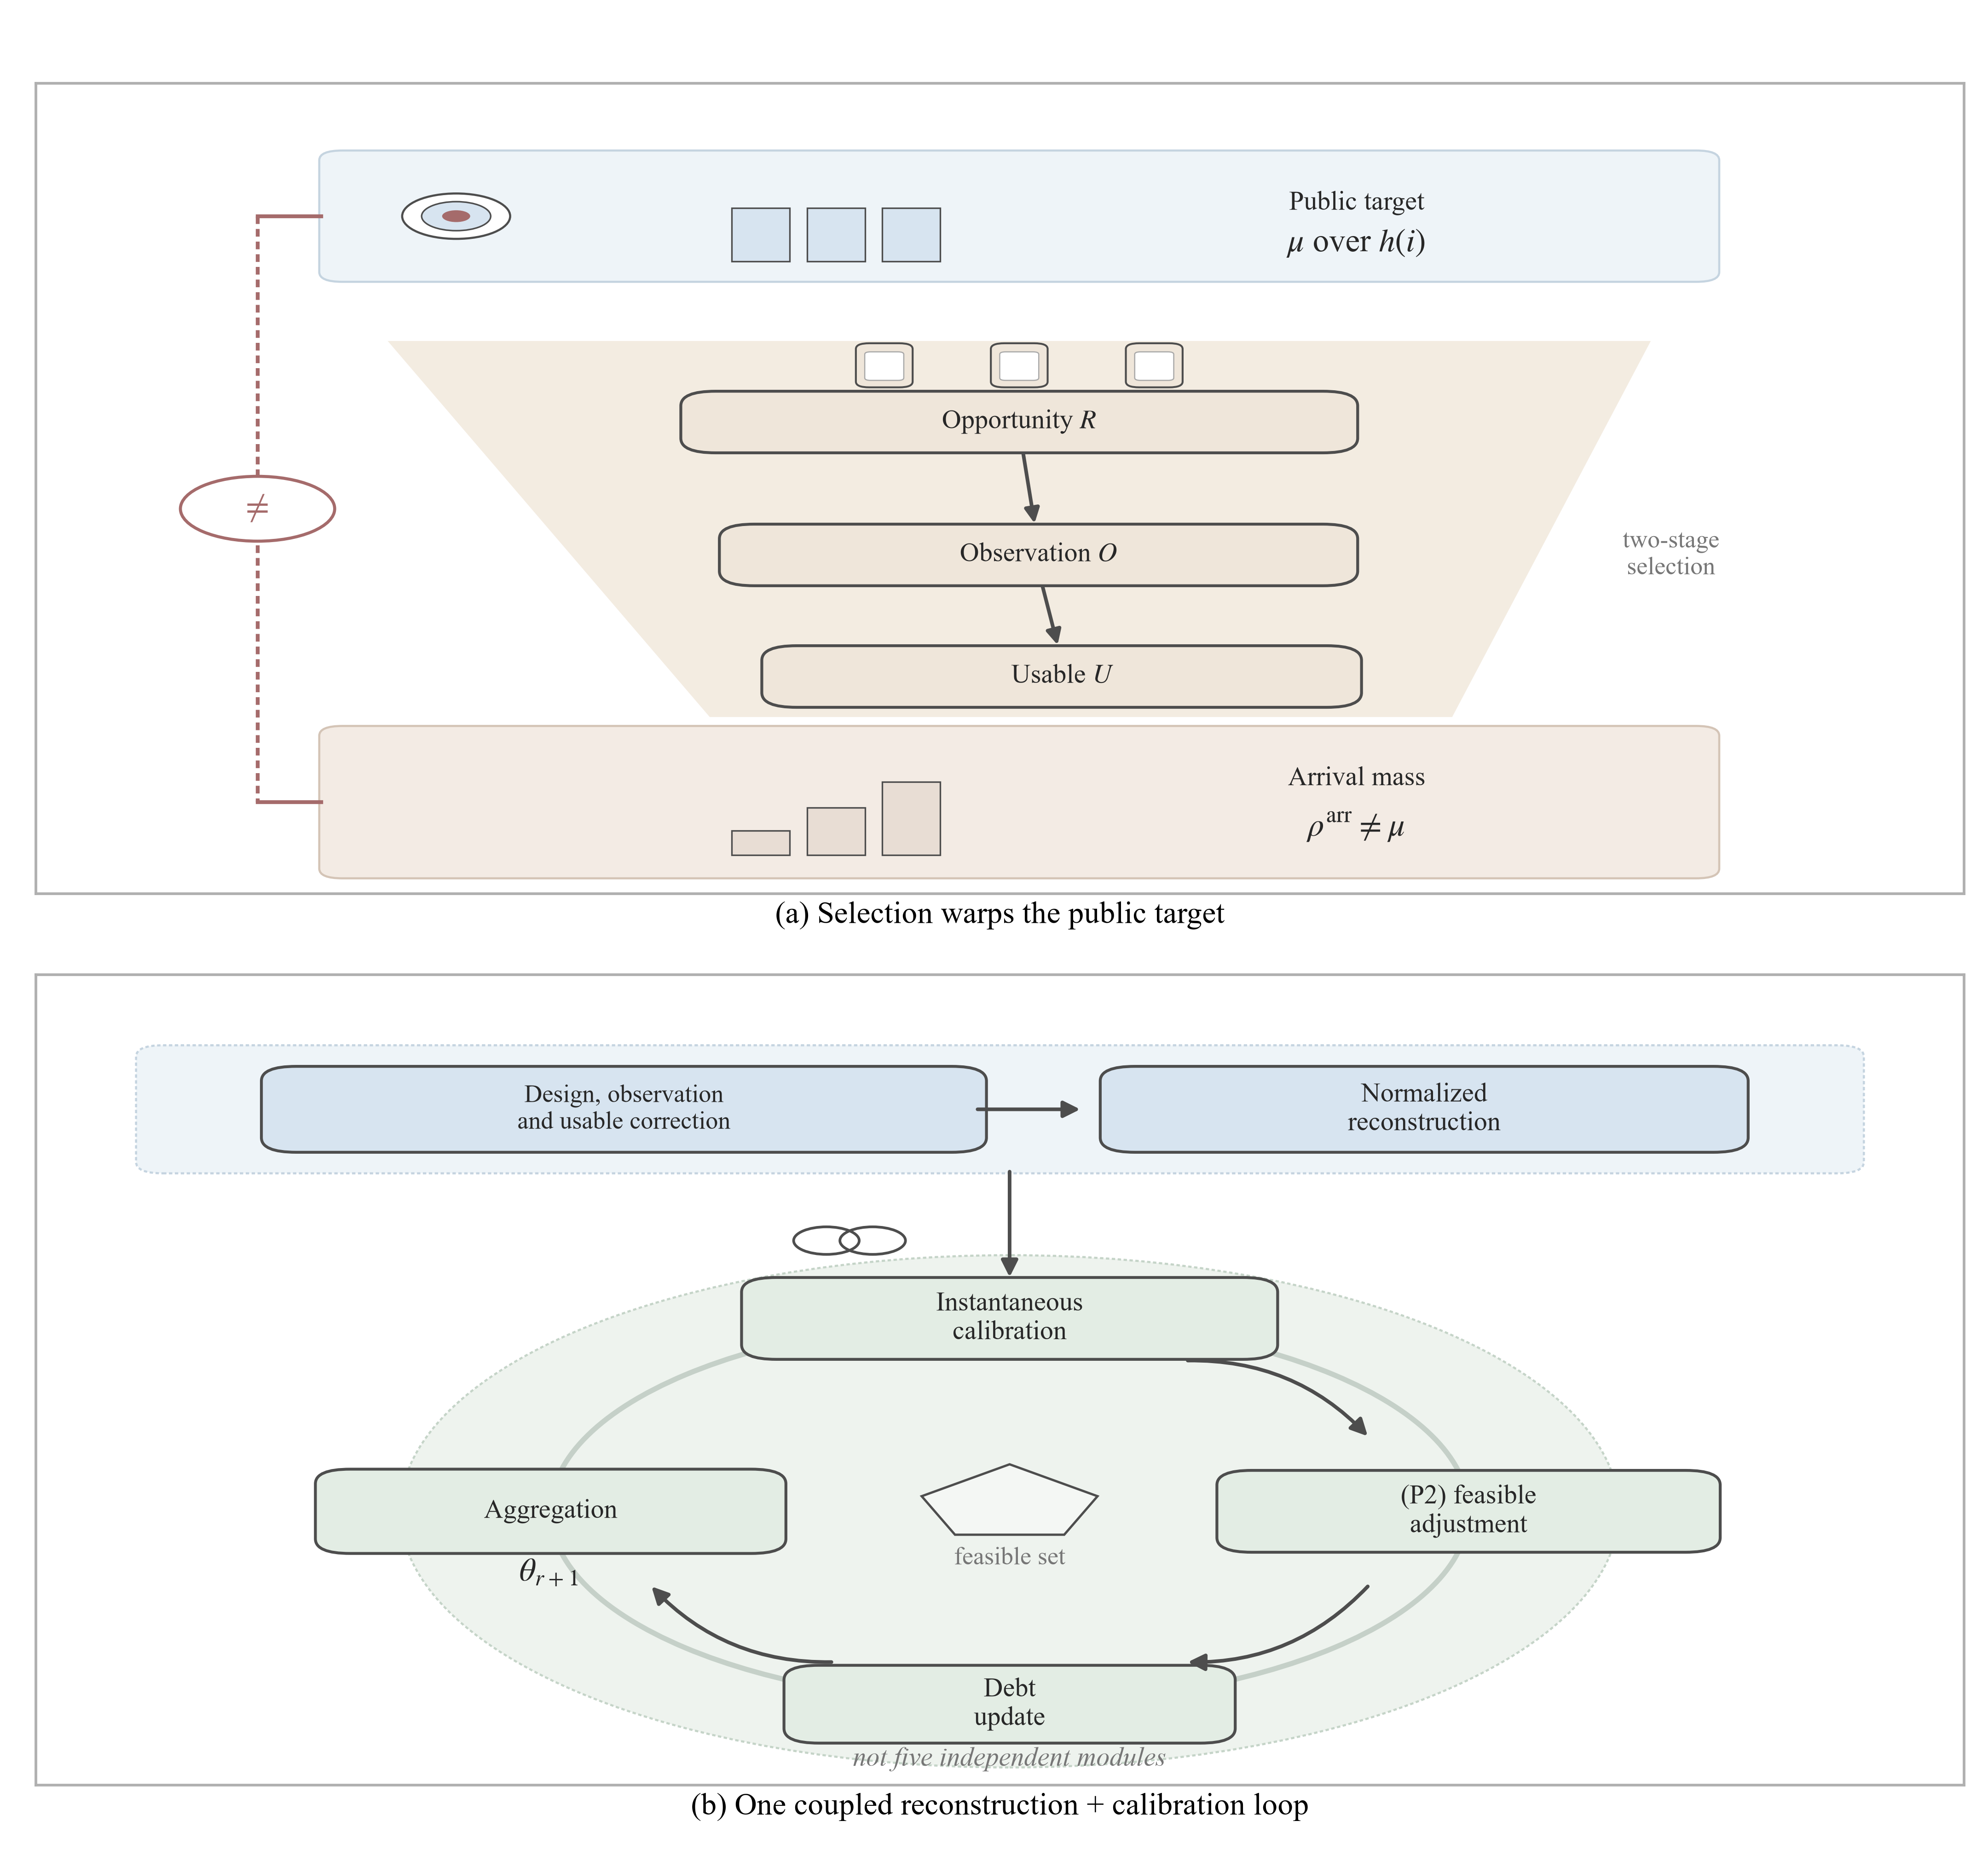 Public target
μ over h(i)
≠
Opportunity R
Observation O
two-stage
selection
Usable U
Arrival mass
ρ^arr ≠ μ
(a) Selection warps the public target
Design, observation
and usable correction
Normalized
reconstruction
Instantaneous
calibration
Aggregation
θ_{r+1}
feasible set
(P2) feasible
adjustment
Debt
update
not five independent modules
(b) One coupled reconstruction + calibration loop